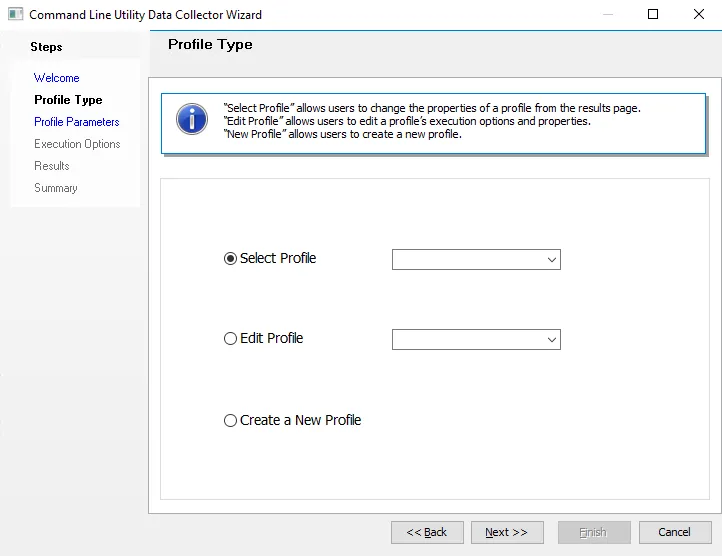 Command Line Utility Data Collector Wizard
Steps
Welcome
Profile Type
Profile Parameters
Execution Options
Results
Summary
Profile Type
"Select Profile" allows users to change the properties of a profile from the results page.
"Edit Profile" allows users to edit a profile's execution options and properties.
"New Profile" allows users to create a new profile.
Select Profile
Edit Profile
Create a New Profile
<< Back
Next >>
Finish
Cancel